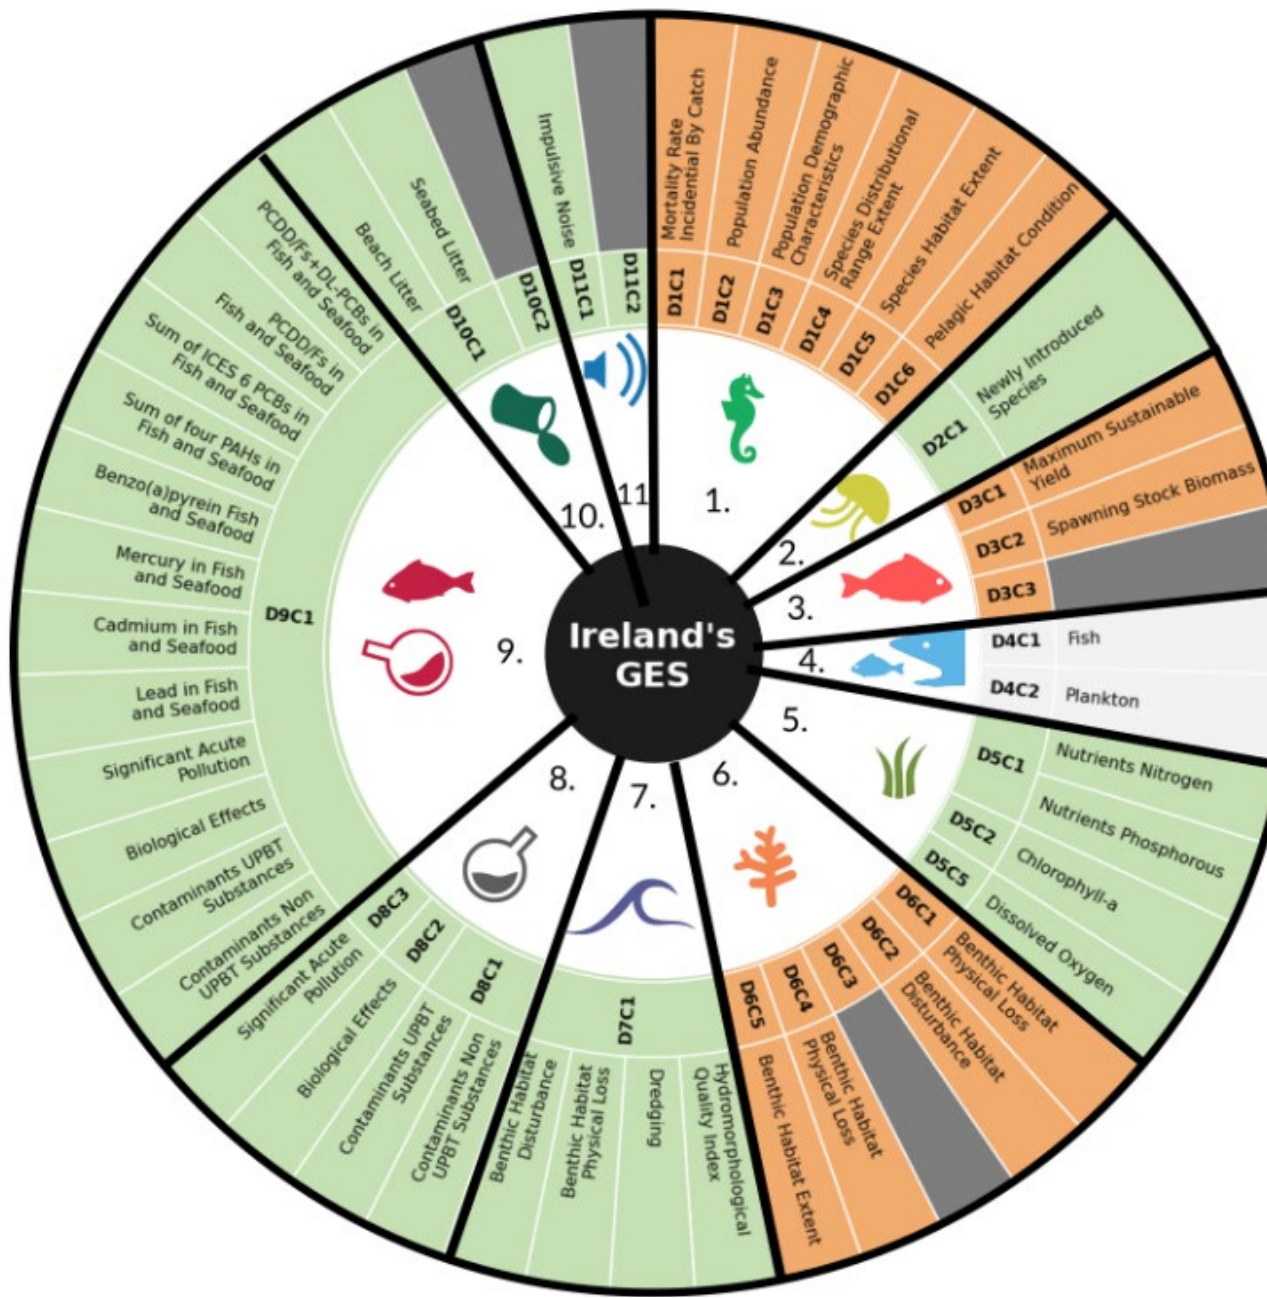 Ireland's
GES
1.
D1C1
Mortality Rate
Incidential By Catch
D1C2
Population Abundance
D1C3
Population Demographic
Characteristics
D1C4
Species Distributional
Range Extent
D1C5
Species Habitat Extent
D1C6
Pelagic Habitat Condition
2.
D2C1
Newly Introduced
Species
3.
D3C1
Maximum Sustainable
Yield
D3C2
Spawning Stock Biomass
D3C3
4.
D4C1
Fish
D4C2
Plankton
5.
D5C1
Nutrients Nitrogen
Nutrients Phosphorous
D5C2
Chlorophyll-a
D5C5
Dissolved Oxygen
6.
D6C1
Benthic Habitat
Physical Loss
D6C2
Benthic Habitat
Disturbance
D6C3
D6C4
Benthic Habitat
Physical Loss
D6C5
Benthic Habitat Extent
7.
D7C1
Hydromorphological
Quality Index
Dredging
Benthic Habitat
Physical Loss
Benthic Habitat
Disturbance
8.
D8C1
Contaminants Non
UPBT Substances
Contaminants UPBT
Substances
D8C2
Biological Effects
D8C3
Significant Acute
Pollution
9.
D9C1
Contaminants Non
UPBT Substances
Contaminants UPBT
Substances
Biological Effects
Significant Acute
Pollution
Lead in Fish
and Seafood
Cadmium in Fish
and Seafood
Mercury in Fish
and Seafood
Benzo(a)pyrein Fish
and Seafood
Sum of four PAHs in
Fish and Seafood
Sum of ICES 6 PCBs in
Fish and Seafood
PCDD/Fs in
Fish and Seafood
PCDD/Fs+DL-PCBs in
Fish and Seafood
10.
D10C1
Beach Litter
Seabed Litter
D10C2
11
D11C1
Impulsive Noise
D11C2